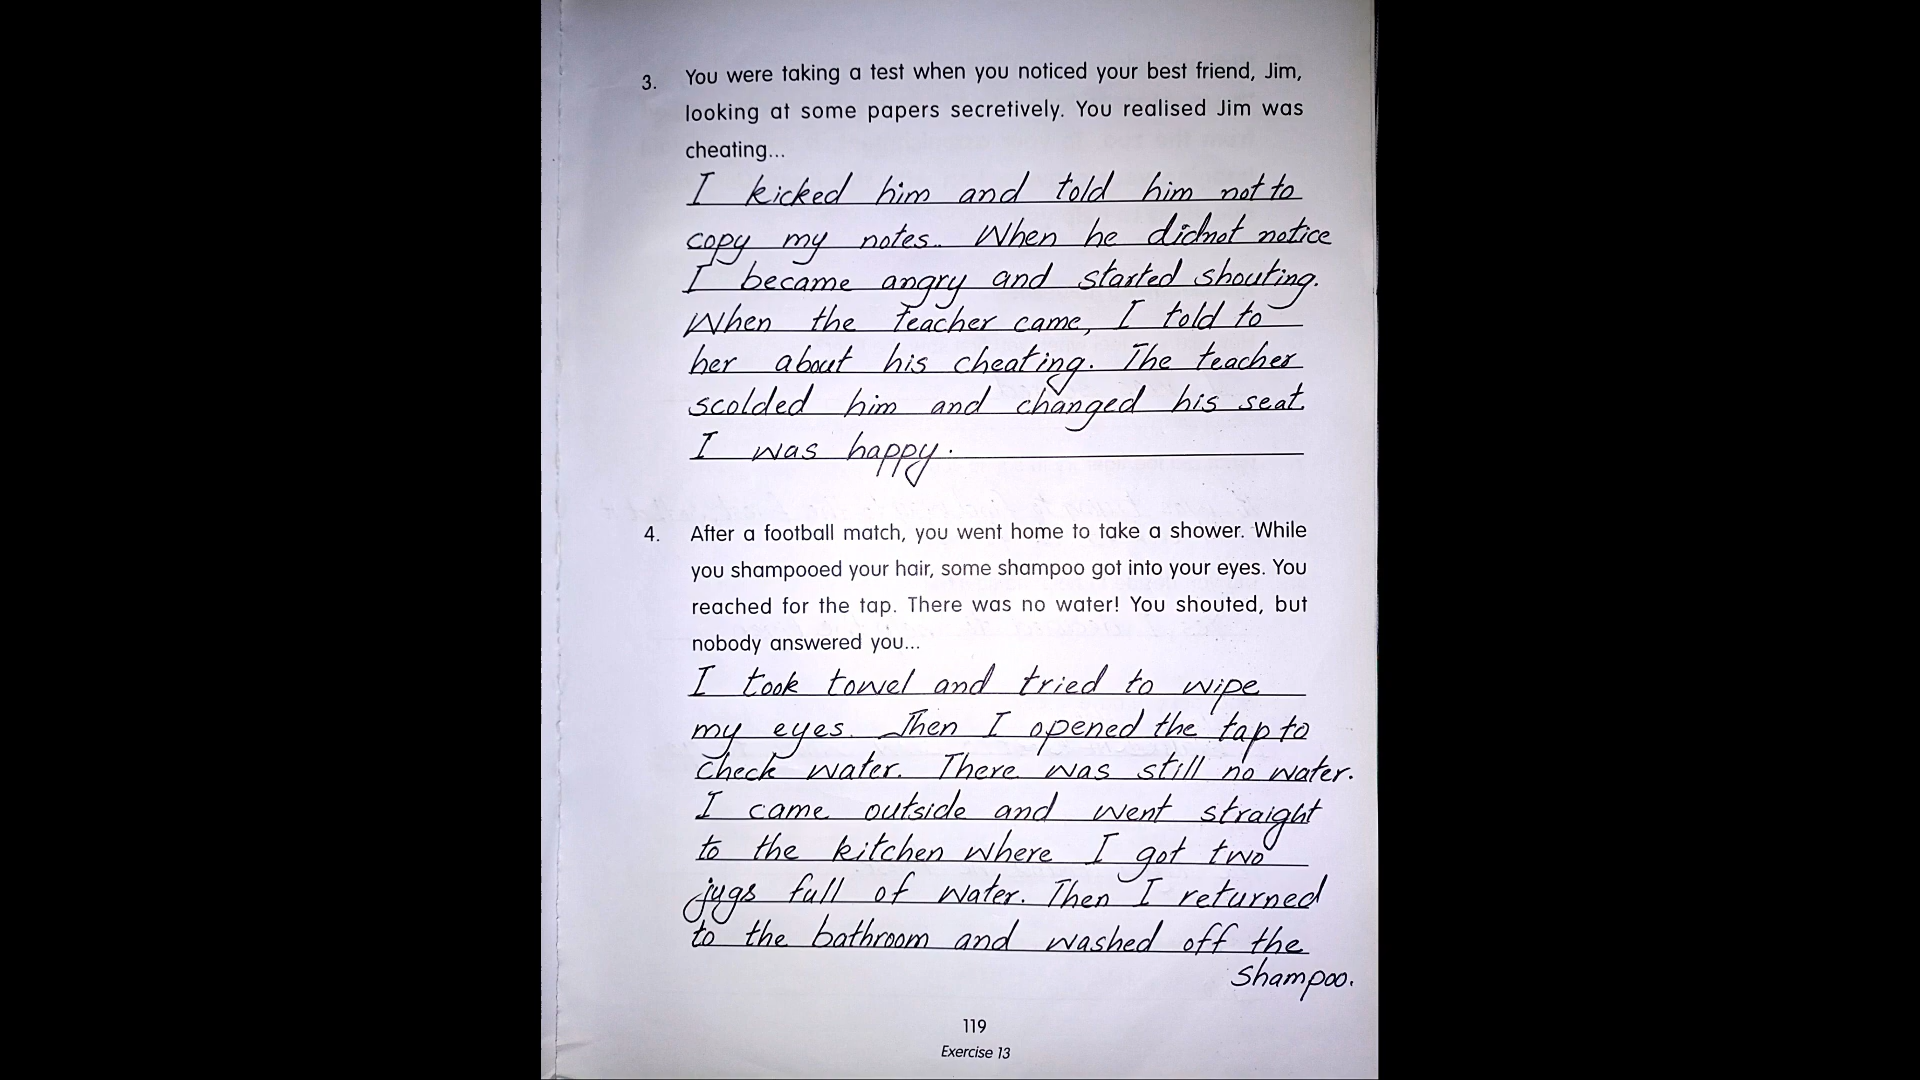 3. You were taking a test when you noticed your best friend, Jim,
looking at some papers secretively. You realised Jim was
cheating...
I kicked him and told him not to
copy my notes. When he didnot notice
I became angry and started shouting.
When the teacher came, I told to
her about his cheating. The teacher
scolded him and changed his seat.
I was happy.
4. After a football match, you went home to take a shower. While
you shampooed your hair, some shampoo got into your eyes. You
reached for the tap. There was no water! You shouted, but
nobody answered you...
I took towel and tried to wipe
my eyes. Then I opened the tap to
check water. There was still no water.
I came outside and went straight
to the kitchen where I got two
jugs full of water. Then I returned
to the bathroom and washed off the
shampoo.
119
Exercise 13